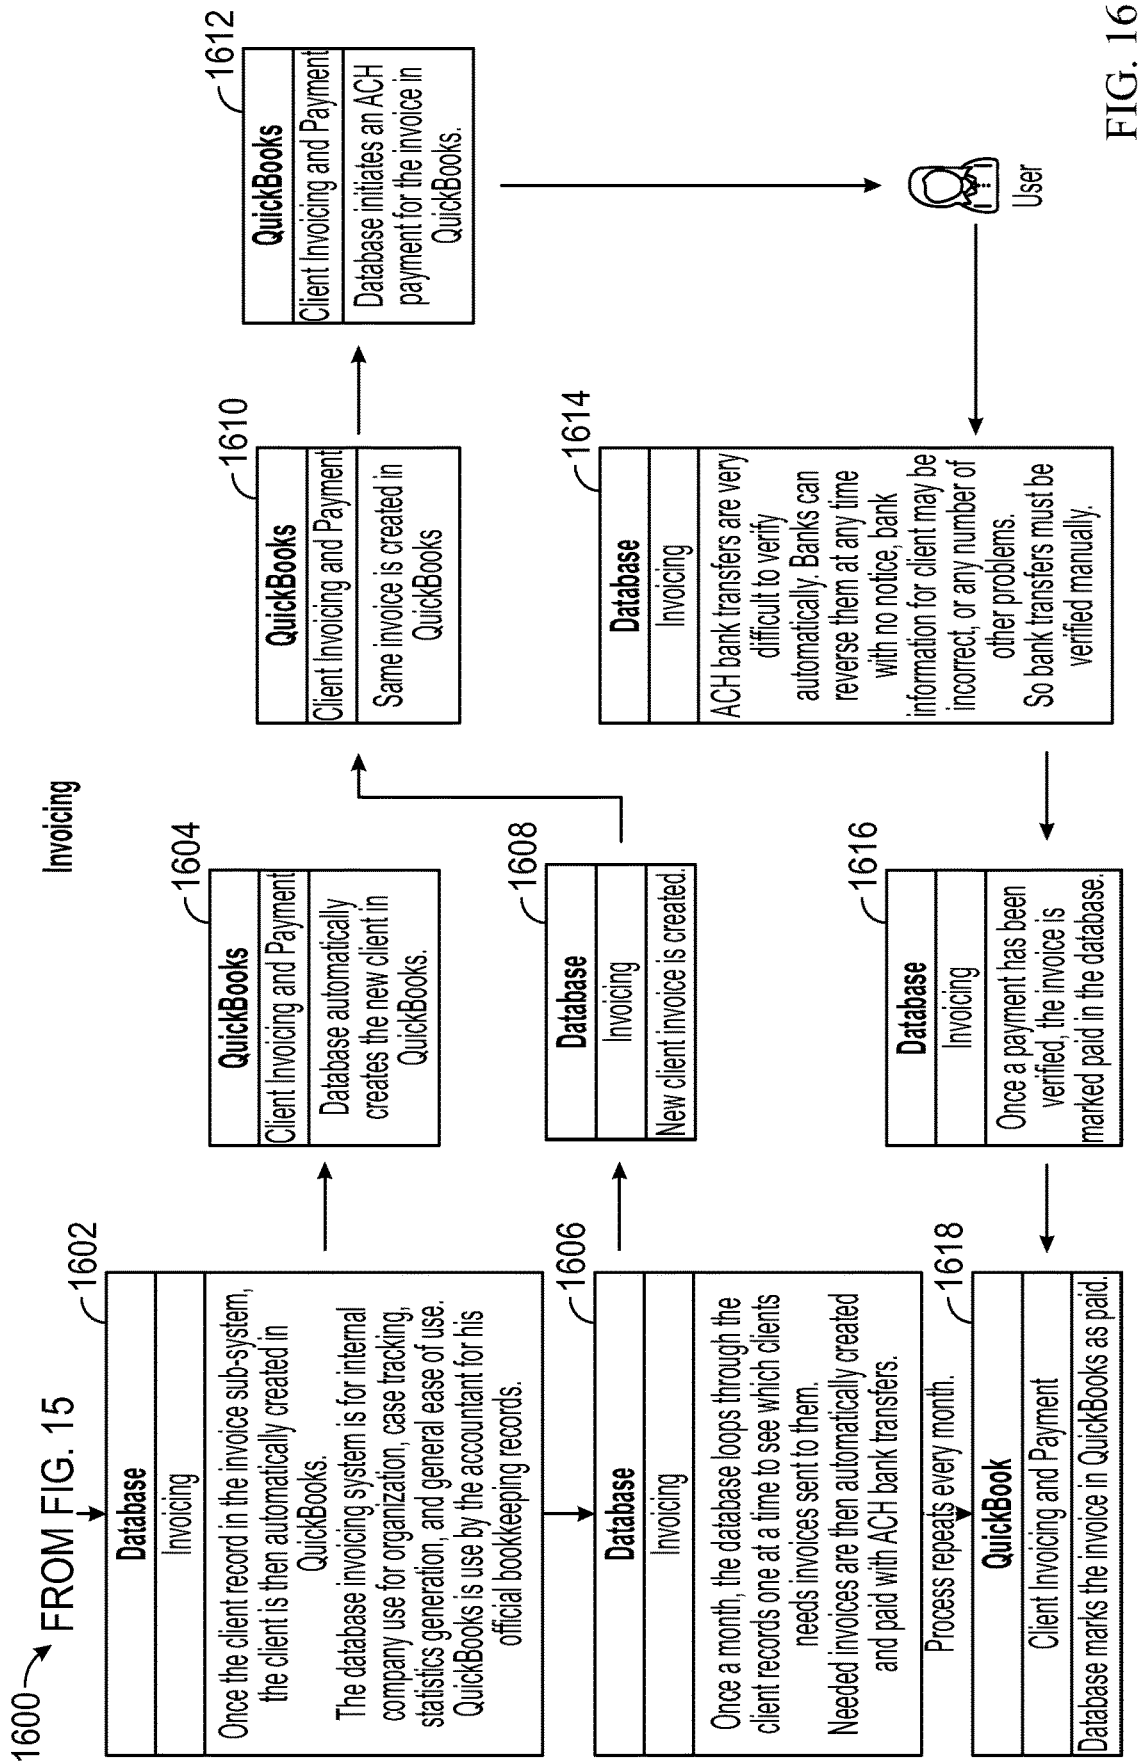 Invoicing
1600
FROM FIG. 15
1602
Database
Invoicing
Once the client record in the invoice sub-system,
the client is then automatically created in
QuickBooks.
The database invoicing system is for internal
company use for organization, case tracking,
statistics generation, and general ease of use.
QuickBooks is use by the accountant for his
official bookkeeping records.
1604
QuickBooks
Client Invoicing and Payment
Database automatically
creates the new client in
QuickBooks.
1606
Database
Invoicing
Once a month, the database loops through the
client records one at a time to see which clients
needs invoices sent to them.
Needed invoices are then automatically created
and paid with ACH bank transfers.
Process repeats every month.
1608
Database
Invoicing
New client invoice is created.
1610
QuickBooks
Client Invoicing and Payment
Same invoice is created in
QuickBooks
1612
QuickBooks
Client Invoicing and Payment
Database initiates an ACH
payment for the invoice in
QuickBooks.
User
1614
Database
Invoicing
ACH bank transfers are very
difficult to verify
automatically. Banks can
reverse them at any time
with no notice, bank
information for client may be
incorrect, or any number of
other problems.
So bank transfers must be
verified manually.
1616
Database
Invoicing
Once a payment has been
verified, the invoice is
marked paid in the database.
1618
QuickBook
Client Invoicing and Payment
Database marks the invoice in QuickBooks as paid.
FIG. 16